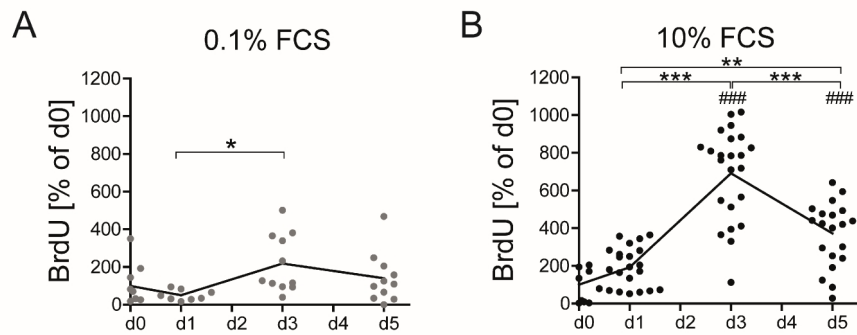 A
0.1% FCS
BrdU [% of d0]
1200
1000
800
600
400
200
0
*
d0 d1 d2 d3 d4 d5
B
10% FCS
BrdU [% of d0]
1200
1000
800
600
400
200
0
**
*** ***
### ###
d0 d1 d2 d3 d4 d5